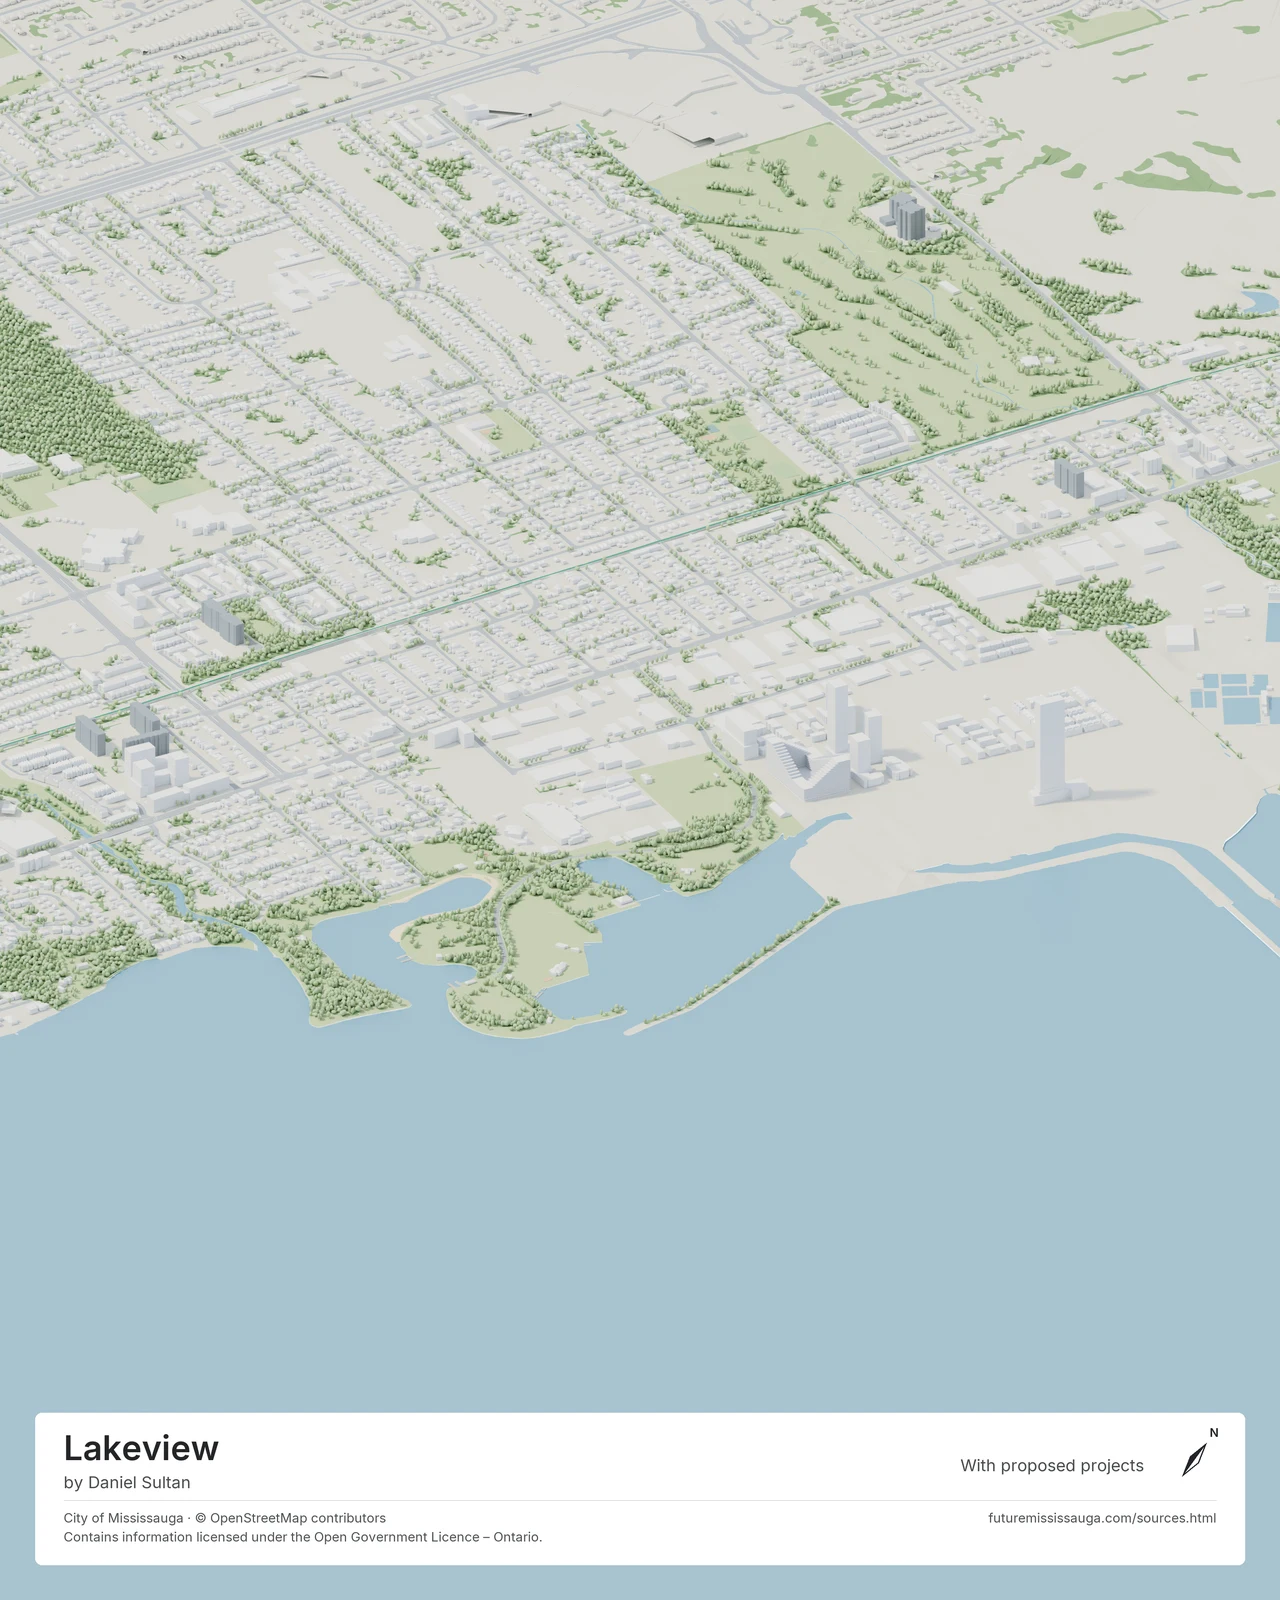 Lakeview
by Daniel Sultan
With proposed projects
N
City of Mississauga · © OpenStreetMap contributors
Contains information licensed under the Open Government Licence – Ontario.
futuremississauga.com/sources.html